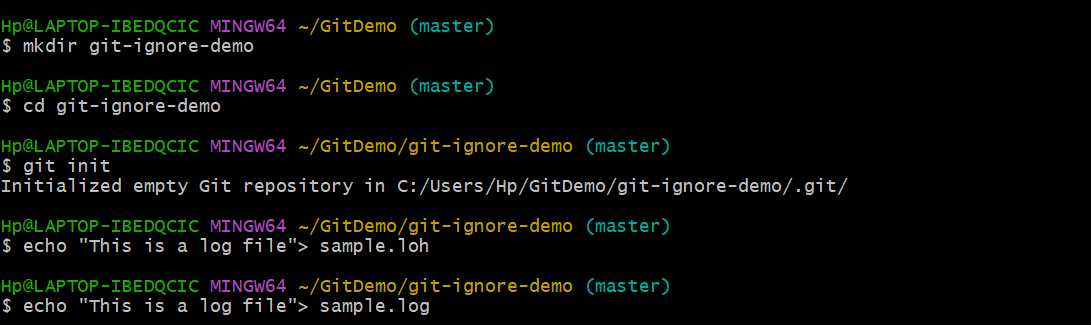 Hp@LAPTOP-IBEDQCIC MINGW64 ~/GitDemo (master)
$ mkdir git-ignore-demo
Hp@LAPTOP-IBEDQCIC MINGW64 ~/GitDemo (master)
$ cd git-ignore-demo
Hp@LAPTOP-IBEDQCIC MINGW64 ~/GitDemo/git-ignore-demo (master)
$ git init
Initialized empty Git repository in C:/Users/Hp/GitDemo/git-ignore-demo/.git/
Hp@LAPTOP-IBEDQCIC MINGW64 ~/GitDemo/git-ignore-demo (master)
$ echo "This is a log file"> sample.loh
Hp@LAPTOP-IBEDQCIC MINGW64 ~/GitDemo/git-ignore-demo (master)
$ echo "This is a log file"> sample.log